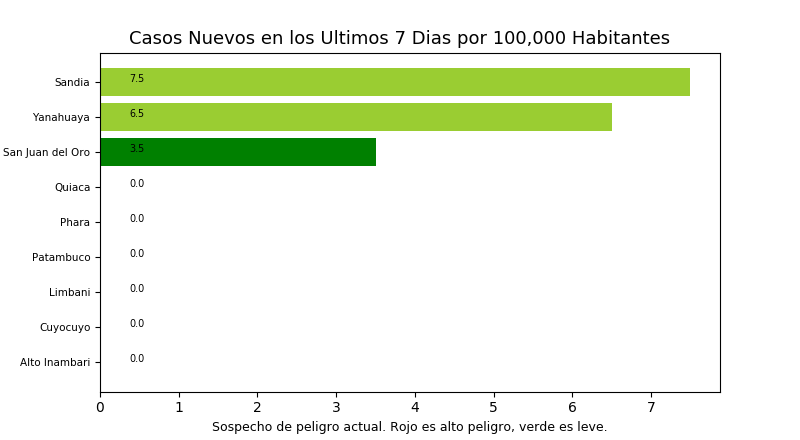 Casos Nuevos en los Ultimos 7 Dias por 100,000 Habitantes
Sandia 7.5
Yanahuaya 6.5
San Juan del Oro 3.5
Quiaca 0.0
Phara 0.0
Patambuco 0.0
Limbani 0.0
Cuyocuyo 0.0
Alto Inambari 0.0
0 1 2 3 4 5 6 7
Sospecho de peligro actual. Rojo es alto peligro, verde es leve.